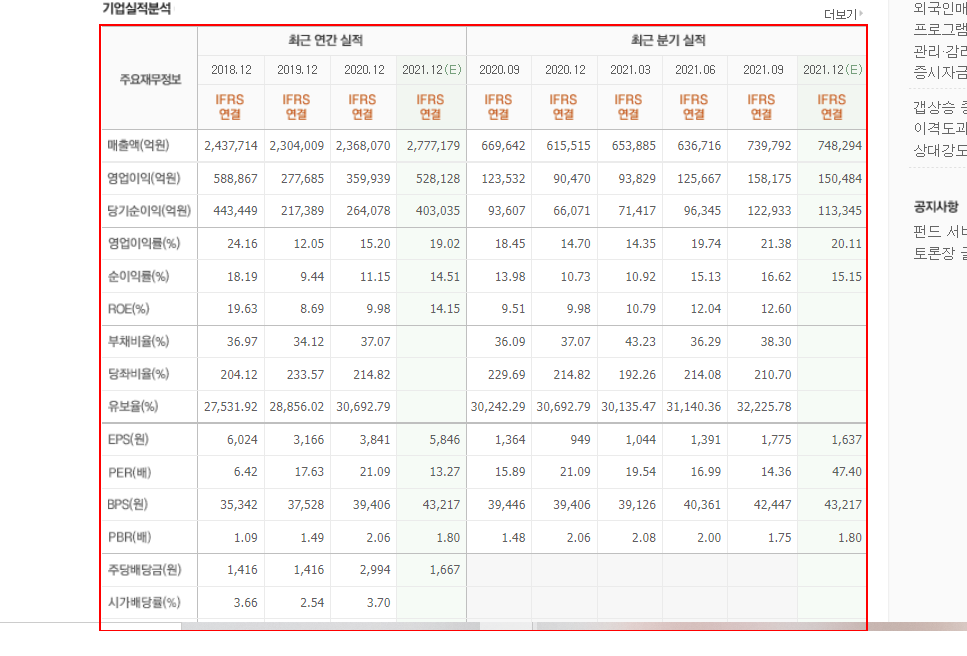 기업실적분석
더보기
주요재무정보 최근 연간 실적 최근 분기 실적
2018.12 2019.12 2020.12 2021.12(E) 2020.09 2020.12 2021.03 2021.06 2021.09 2021.12(E)
IFRS IFRS IFRS IFRS IFRS IFRS IFRS IFRS IFRS IFRS
연결 연결 연결 연결 연결 연결 연결 연결 연결 연결
매출액(억원) 2,437,714 2,304,009 2,368,070 2,777,179 669,642 615,515 653,885 636,716 739,792 748,294
영업이익(억원) 588,867 277,685 359,939 528,128 123,532 90,470 93,829 125,667 158,175 150,484
당기순이익(억원) 443,449 217,389 264,078 403,035 93,607 66,071 71,417 96,345 122,933 113,345
영업이익률(%) 24.16 12.05 15.20 19.02 18.45 14.70 14.35 19.74 21.38 20.11
순이익률(%) 18.19 9.44 11.15 14.51 13.98 10.73 10.92 15.13 16.62 15.15
ROE(%) 19.63 8.69 9.98 14.15 9.51 9.98 10.79 12.04 12.60
부채비율(%) 36.97 34.12 37.07 36.09 37.07 43.23 36.29 38.30
당좌비율(%) 204.12 233.57 214.82 229.69 214.82 192.26 214.08 210.70
유보율(%) 27,531.92 28,856.02 30,692.79 30,242.29 30,692.79 30,135.47 31,140.36 32,225.78
EPS(원) 6,024 3,166 3,841 5,846 1,364 949 1,044 1,391 1,775 1,637
PER(배) 6.42 17.63 21.09 13.27 15.89 21.09 19.54 16.99 14.36 47.40
BPS(원) 35,342 37,528 39,406 43,217 39,446 39,406 39,126 40,361 42,447 43,217
PBR(배) 1.09 1.49 2.06 1.80 1.48 2.06 2.08 2.00 1.75 1.80
주당배당금(원) 1,416 1,416 2,994 1,667
시가배당률(%) 3.66 2.54 3.70
외국인매
프로그램
관리·감리
증시자금
갭상승
이격도과
상대강도
공지사항
펀드 서비
토론장